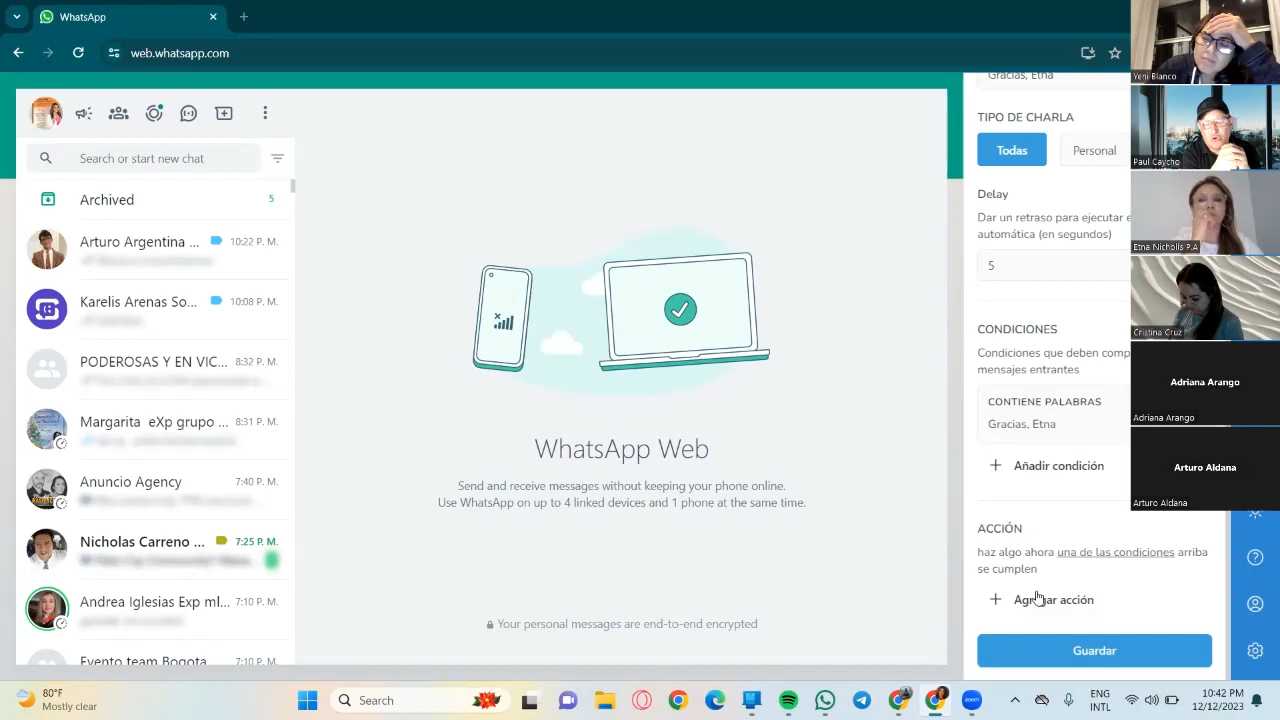 WhatsApp
web.whatsapp.com
Search or start new chat
Archived 5
Arturo Argentina ... 10:22 P. M.
Karelis Arenas So... 10:08 P. M.
PODEROSAS Y EN VIC... 8:32 P. M.
Margarita eXp grupo ... 8:31 P. M.
Anuncio Agency 7:40 P. M.
Nicholas Carreno ... 7:25 P. M.
Andrea Iglesias Exp ml... 7:10 P. M.
Evento team Bogota 7:10 P. M.
WhatsApp Web
Send and receive messages without keeping your phone online.
Use WhatsApp on up to 4 linked devices and 1 phone at the same time.
Your personal messages are end-to-end encrypted
Gracias, Etna
TIPO DE CHARLA
Todas Personal
Delay
Dar un retraso para ejecutar
automática (en segundos)
5
CONDICIONES
Condiciones que deben
mensajes entrantes
CONTIENE PALABRAS
Gracias, Etna
Añadir condición
ACCIÓN
haz algo ahora una de las condiciones arriba
se cumplen
Agregar acción
Guardar
Yeni Blanco
Paul Caycho
Etna Nicholls P.A
Cristina Cruz
Adriana Arango
Adriana Arango
Arturo Aldana
Arturo Aldana
80°F
Mostly clear
Search
zoom
ENG
INTL
10:42 PM
12/12/2023